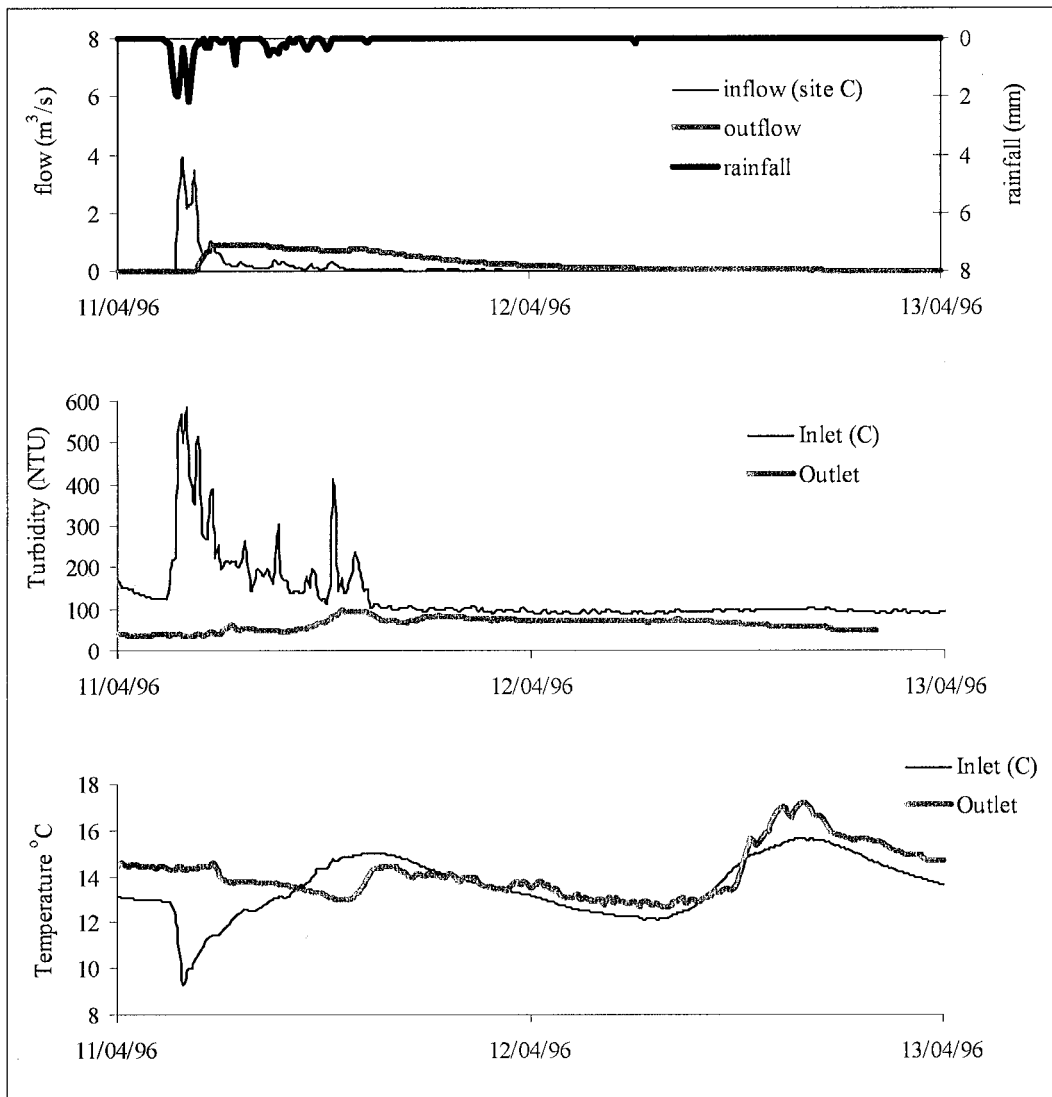 8
0
6
2
4
4
2
6
0
8
flow (m³/s)
rainfall (mm)
inflow (site C)
outflow
rainfall
11/04/96
12/04/96
13/04/96
600
500
400
300
200
100
0
Turbidity (NTU)
Inlet (C)
Outlet
11/04/96
12/04/96
13/04/96
18
16
14
12
10
8
Temperature °C
Inlet (C)
Outlet
11/04/96
12/04/96
13/04/96